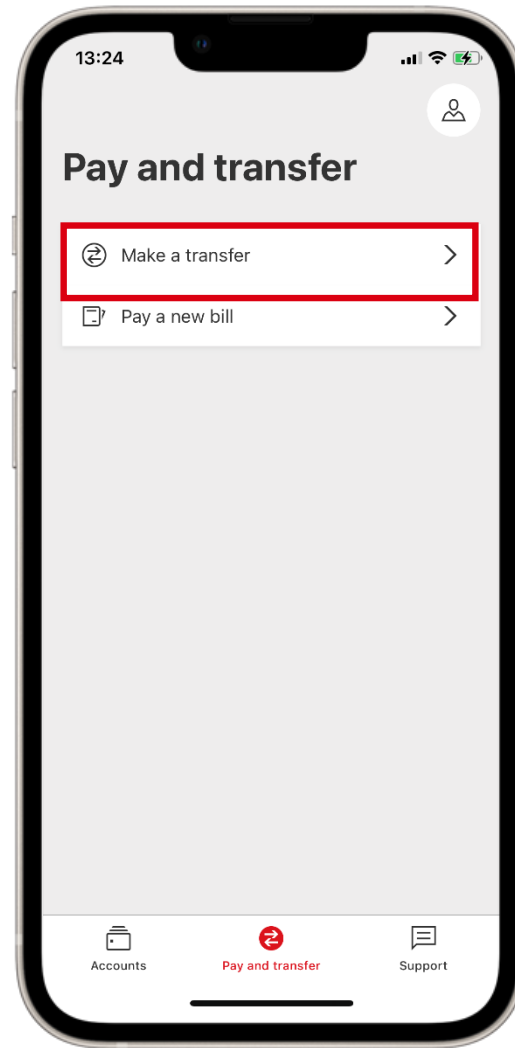 13:24
Pay and transfer
Make a transfer
Pay a new bill
Accounts
Pay and transfer
Support